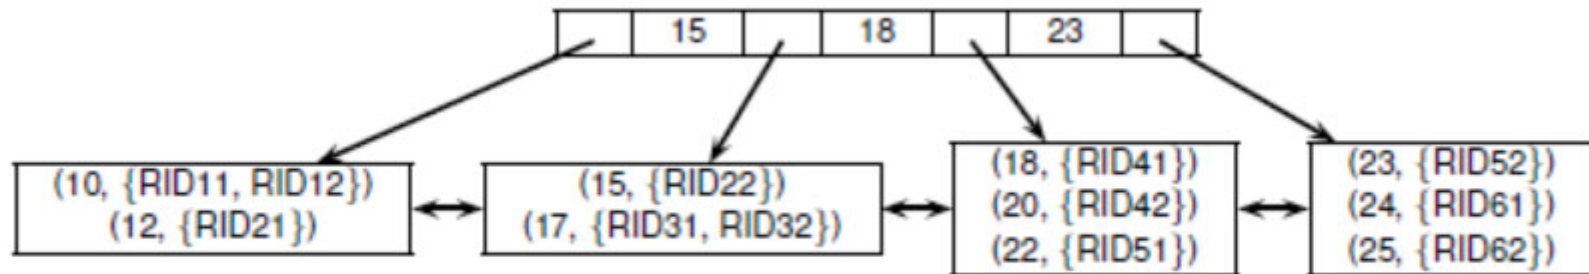 15 18 23
(10, {RID11, RID12})
(12, {RID21})
(15, {RID22})
(17, {RID31, RID32})
(18, {RID41})
(20, {RID42})
(22, {RID51})
(23, {RID52})
(24, {RID61})
(25, {RID62})